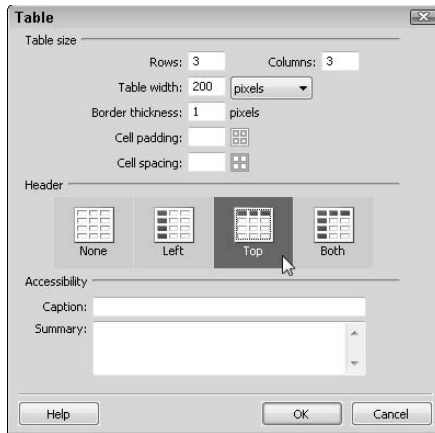 Table
Table size
Rows: 3 Columns: 3
Table width: 200 pixels
Border thickness: 1 pixels
Cell padding:
Cell spacing:
Header
None Left Top Both
Accessibility
Caption:
Summary:
Help OK Cancel